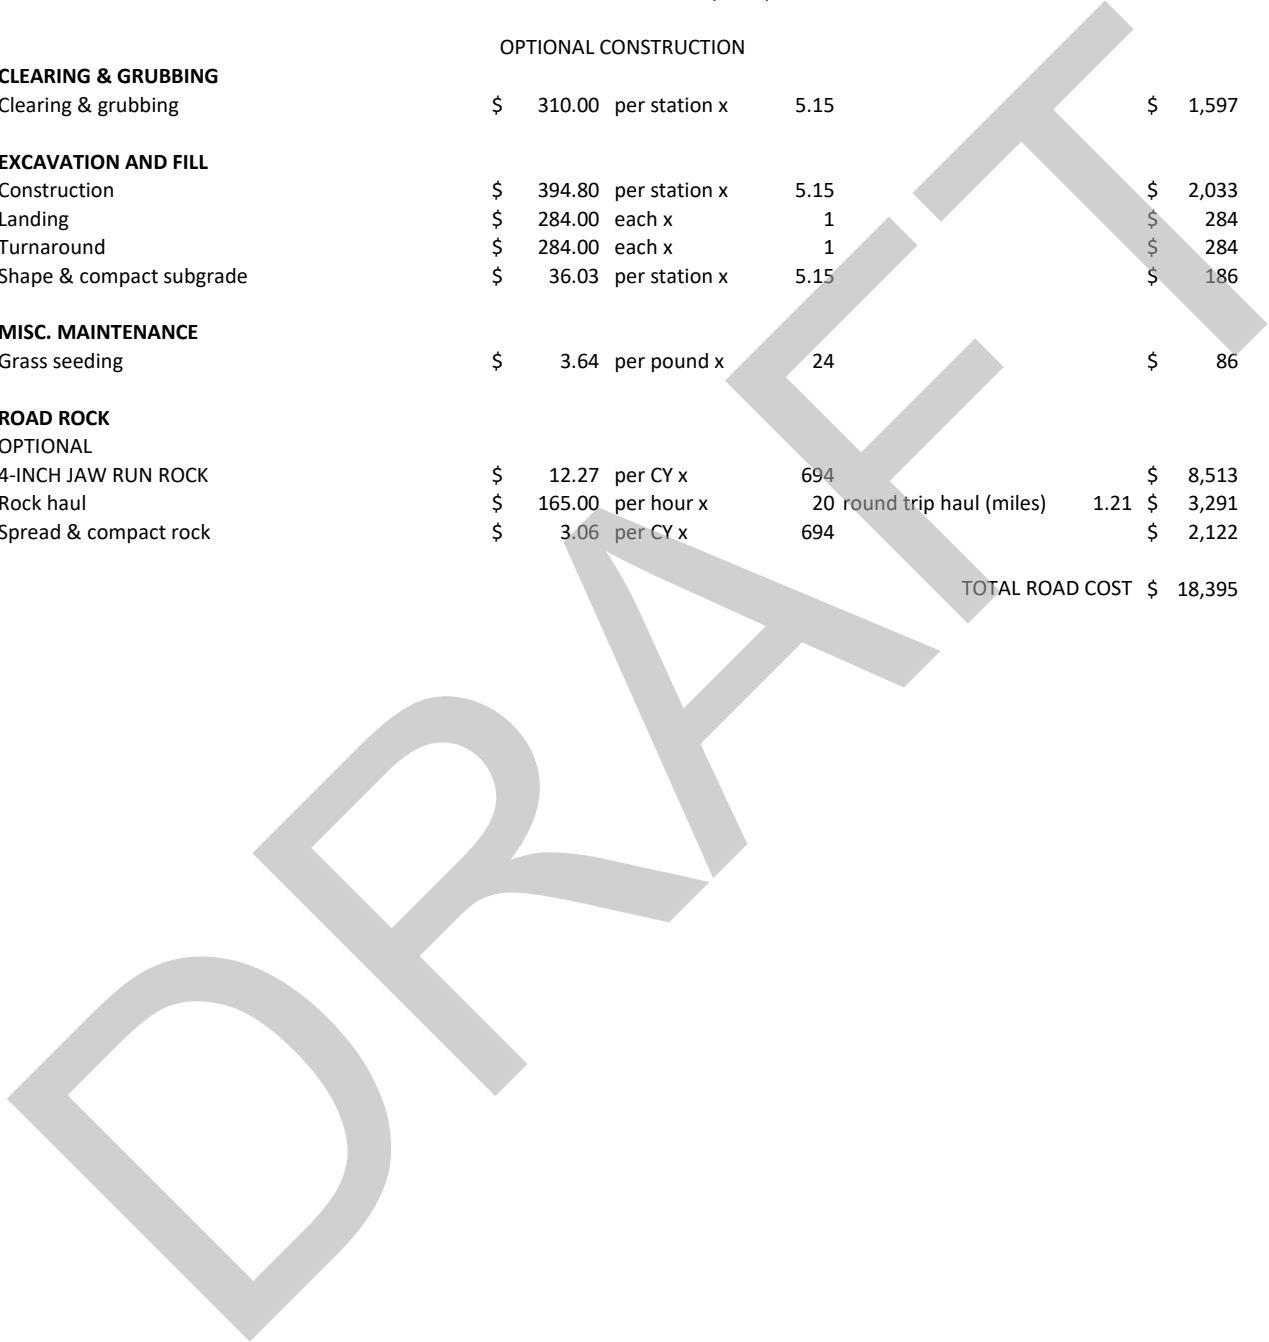 OPTIONAL CONSTRUCTION
CLEARING & GRUBBING
Clearing & grubbing $ 310.00 per station x 5.15 $ 1,597
EXCAVATION AND FILL
Construction $ 394.80 per station x 5.15 $ 2,033
Landing $ 284.00 each x 1 $ 284
Turnaround $ 284.00 each x 1 $ 284
Shape & compact subgrade $ 36.03 per station x 5.15 $ 186
MISC. MAINTENANCE
Grass seeding $ 3.64 per pound x 24 $ 86
ROAD ROCK
OPTIONAL
4-INCH JAW RUN ROCK $ 12.27 per CY x 694 $ 8,513
Rock haul $ 165.00 per hour x 20 round trip haul (miles) 1.21 $ 3,291
Spread & compact rock $ 3.06 per CY x 694 $ 2,122
TOTAL ROAD COST $ 18,395
DRAFT